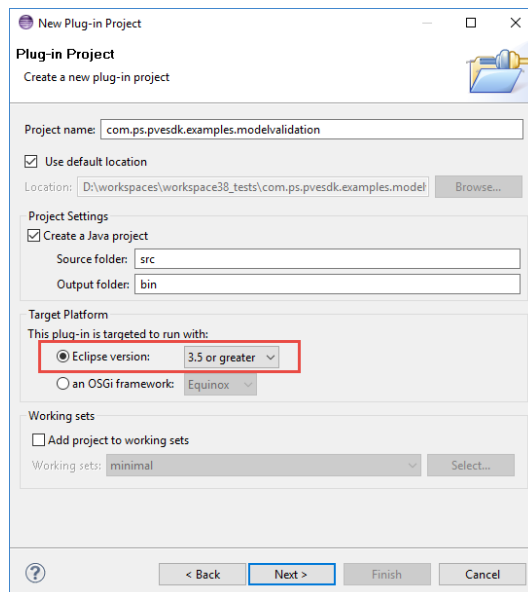 New Plug-in Project
Plug-in Project
Create a new plug-in project
Project name: com.ps.pvesdk.examples.modelvalidation
Use default location
Location: D:\workspaces\workspace38_tests\com.ps.pvesdk.examples.model Browse...
Project Settings
Create a Java project
Source folder: src
Output folder: bin
Target Platform
This plug-in is targeted to run with:
Eclipse version: 3.5 or greater
an OSGi framework: Equinox
Working sets
Add project to working sets
Working sets: minimal Select...
? < Back Next > Finish Cancel